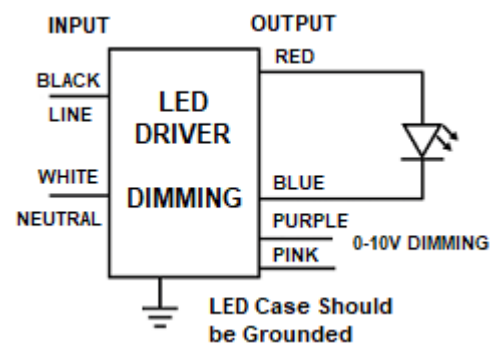 INPUT
OUTPUT
RED
BLACK
LINE
LED
DRIVER
DIMMING
WHITE
NEUTRAL
BLUE
PURPLE
0-10V DIMMING
PINK
LED Case Should
be Grounded